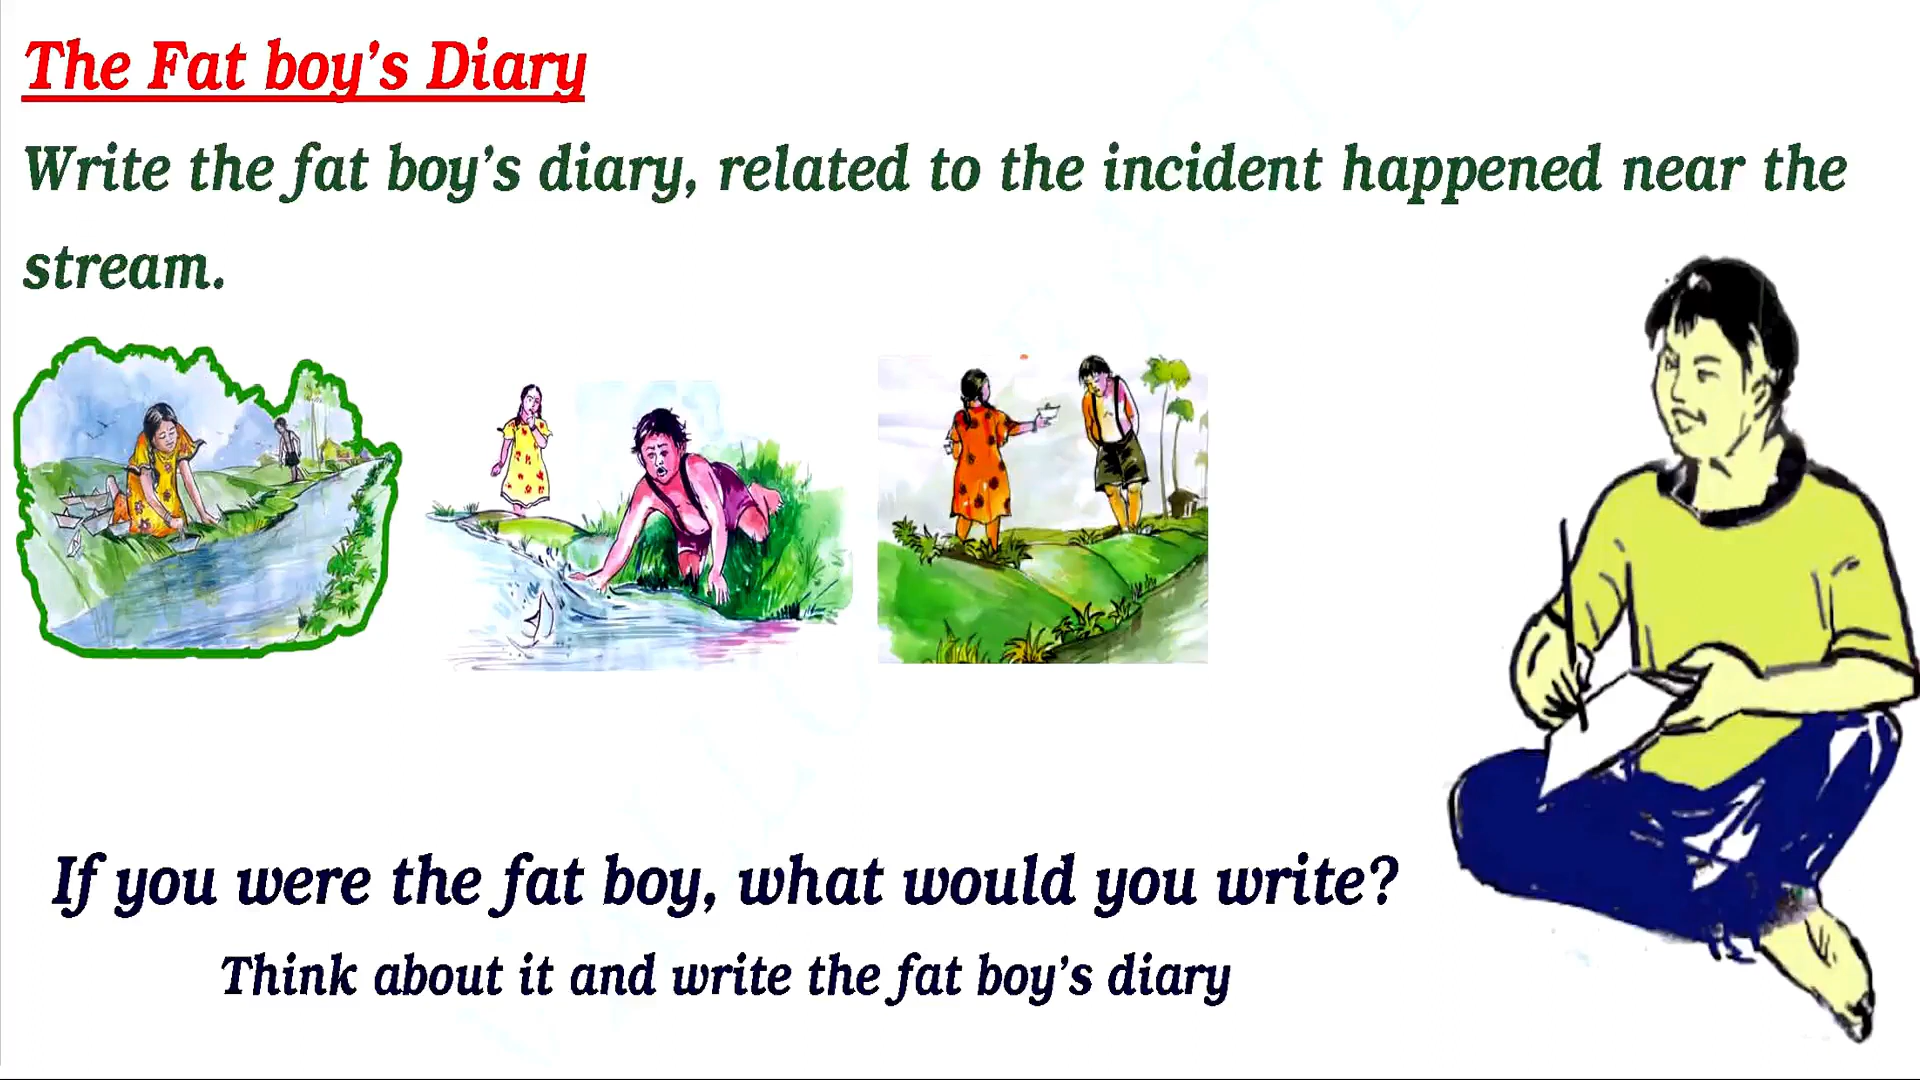 The Fat boy's Diary
Write the fat boy's diary, related to the incident happened near the
stream.
If you were the fat boy, what would you write?
Think about it and write the fat boy's diary